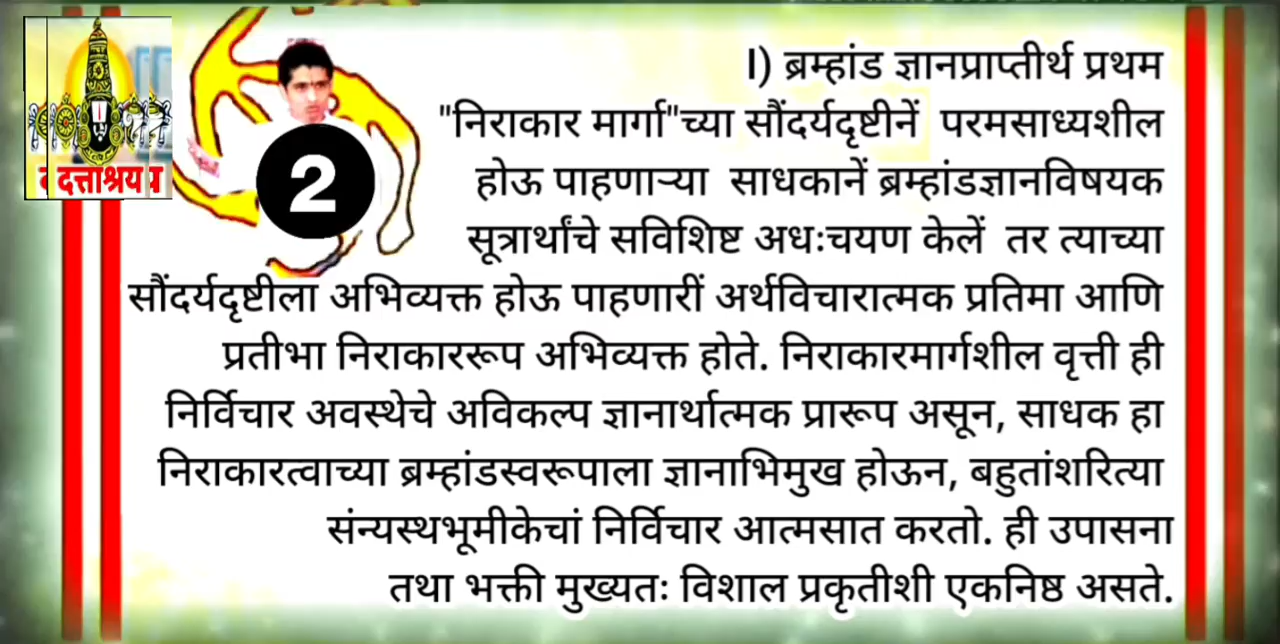 I) ब्रम्हांड ज्ञानप्राप्तीर्थ प्रथम
"निराकार मार्गा"च्या सौंदर्यदृष्टीनें परमसाध्यशील
होऊ पाहणाऱ्या साधकानें ब्रम्हांडज्ञानविषयक
सूत्रार्थांचे सविशिष्ट अधःचयण केलें तर त्याच्या
सौंदर्यदृष्टीला अभिव्यक्त होऊ पाहणारीं अर्थविचारात्मक प्रतिमा आणि
प्रतीभा निराकाररूप अभिव्यक्त होते. निराकारमार्गशील वृत्ती ही
निर्विचार अवस्थेचे अविकल्प ज्ञानार्थात्मक प्रारूप असून, साधक हा
निराकारत्वाच्या ब्रम्हांडस्वरूपाला ज्ञानाभिमुख होऊन, बहुतांशरित्या
संन्यस्थभूमीकेचां निर्विचार आत्मसात करतो. ही उपासना
तथा भक्ती मुख्यतः विशाल प्रकृतीशी एकनिष्ठ असते.
2
दत्ताश्रय